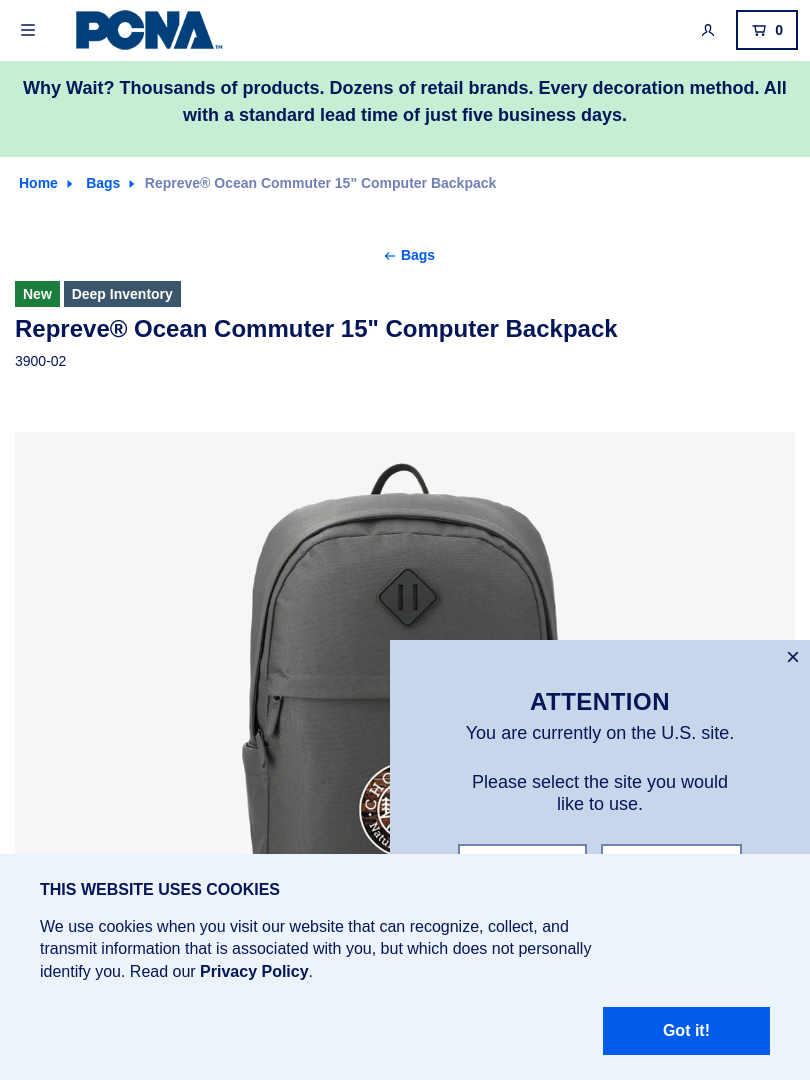 PCNA™
0
Why Wait? Thousands of products. Dozens of retail brands. Every decoration method. All
with a standard lead time of just five business days.
Home
Bags
Repreve® Ocean Commuter 15" Computer Backpack
Bags
New
Deep Inventory
Repreve® Ocean Commuter 15" Computer Backpack
3900-02
ATTENTION
You are currently on the U.S. site.
Please select the site you would
like to use.
THIS WEBSITE USES COOKIES
We use cookies when you visit our website that can recognize, collect, and
transmit information that is associated with you, but which does not personally
identify you. Read our Privacy Policy.
Got it!